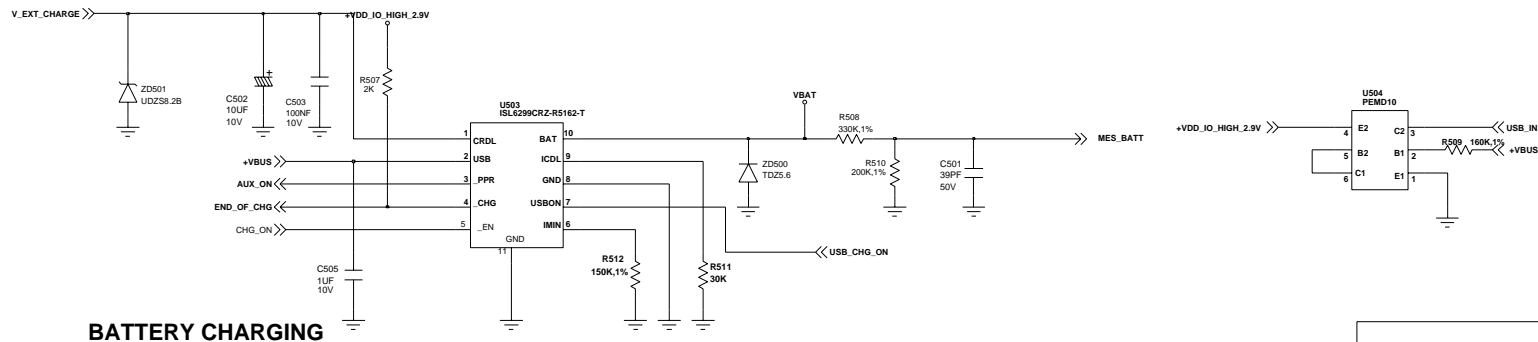 V_EXT_CHARGE
+VDD_IO_HIGH_2.9V
ZD501
UDZS8.2B
+
C502
10UF
10V
C503
100NF
10V
R507
2K
U503
ISL6299CRZ-R5162-T
1 CRDL BAT 10
2 USB ICDL 9
3 _PPR GND 8
4 _CHG USBON 7
5 _EN IMIN 6
GND
11
+VBUS
AUX_ON
END_OF_CHG
CHG_ON
C505
1UF
10V
R512
150K,1%
R511
30K
USB_CHG_ON
VBAT
ZD500
TDZ5.6
R508
330K,1%
R510
200K,1%
C501
39PF
50V
MES_BATT
U504
PEMD10
+VDD_IO_HIGH_2.9V
4 E2 C2 3
5 B2 B1 2
6 C1 E1 1
USB_IN
R509 160K,1%
+VBUS
BATTERY CHARGING